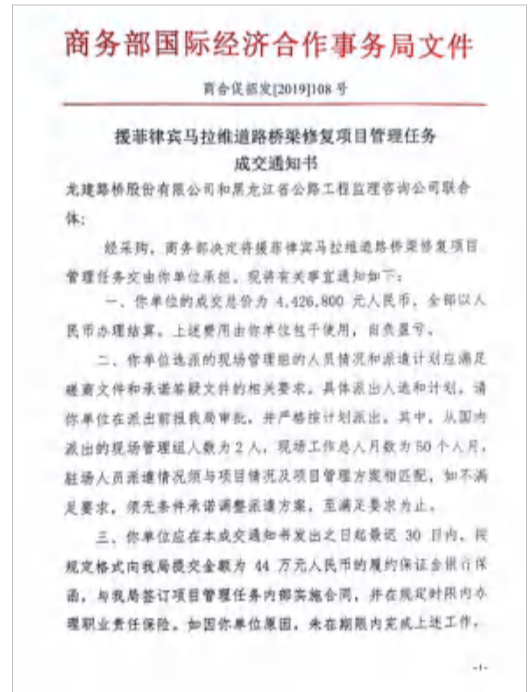 商务部国际经济合作事务局文件
商合促招发[2019]108号
援菲律宾马拉维道路桥梁修复项目管理任务
成交通知书
龙建路桥股份有限公司和黑龙江省公路工程监理咨询公司联合
体：
经采购，商务部决定将援菲律宾马拉维道路桥梁修复项目
管理任务交由你单位承担。现将有关事宜通知如下：
一、你单位的成交总价为 4,426,800 元人民币，全部以人
民币办理结算。上述费用由你单位包干使用，自负盈亏。
二、你单位选派的现场管理组的人员情况和派遣计划应满足
磋商文件和承诺答疑文件的相关要求。具体派出人选和计划，请
你单位在派出前报我局审批，并严格按计划派出。其中，从国内
派出的现场管理组人数为 2 人，现场工作总人月数为 50 个人月，
驻场人员派遣情况须与项目情况及项目管理方案相匹配，如不满
足要求，须无条件承诺调整派遣方案，至满足要求为止。
三、你单位应在本成交通知书发出之日起最迟 30 日内，按
规定格式向我局提交金额为 44 万元人民币的履约保证金银行保
函，与我局签订项目管理任务内部实施合同，并在规定时限内办
理职业责任保险。如因你单位原因，未在期限内完成上述工作，
-1-